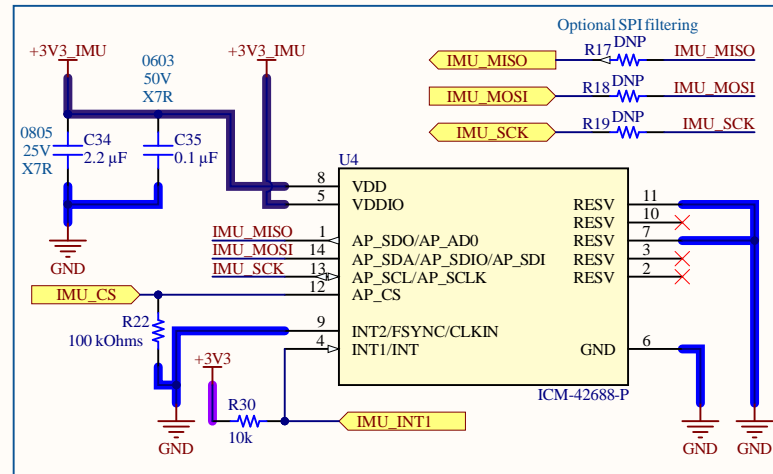 Optional SPI filtering
+3V3_IMU
0603
50V
X7R
+3V3_IMU
IMU_MISO
R17
DNP
IMU_MISO
IMU_MOSI
R18
DNP
IMU_MOSI
IMU_SCK
R19
DNP
IMU_SCK
0805
25V
X7R
C34
2.2 µF
C35
0.1 µF
GND
U4
8
VDD
5
VDDIO
IMU_MISO
1
AP_SDO/AP_AD0
IMU_MOSI
14
AP_SDA/AP_SDIO/AP_SDI
IMU_SCK
13
AP_SCL/AP_SCLK
12
AP_CS
9
INT2/FSYNC/CLKIN
4
INT1/INT
RESV
11
RESV
10
RESV
7
RESV
3
RESV
2
GND
6
ICM-42688-P
IMU_CS
R22
100 kOhms
GND
+3V3
R30
10k
IMU_INT1
GND
GND